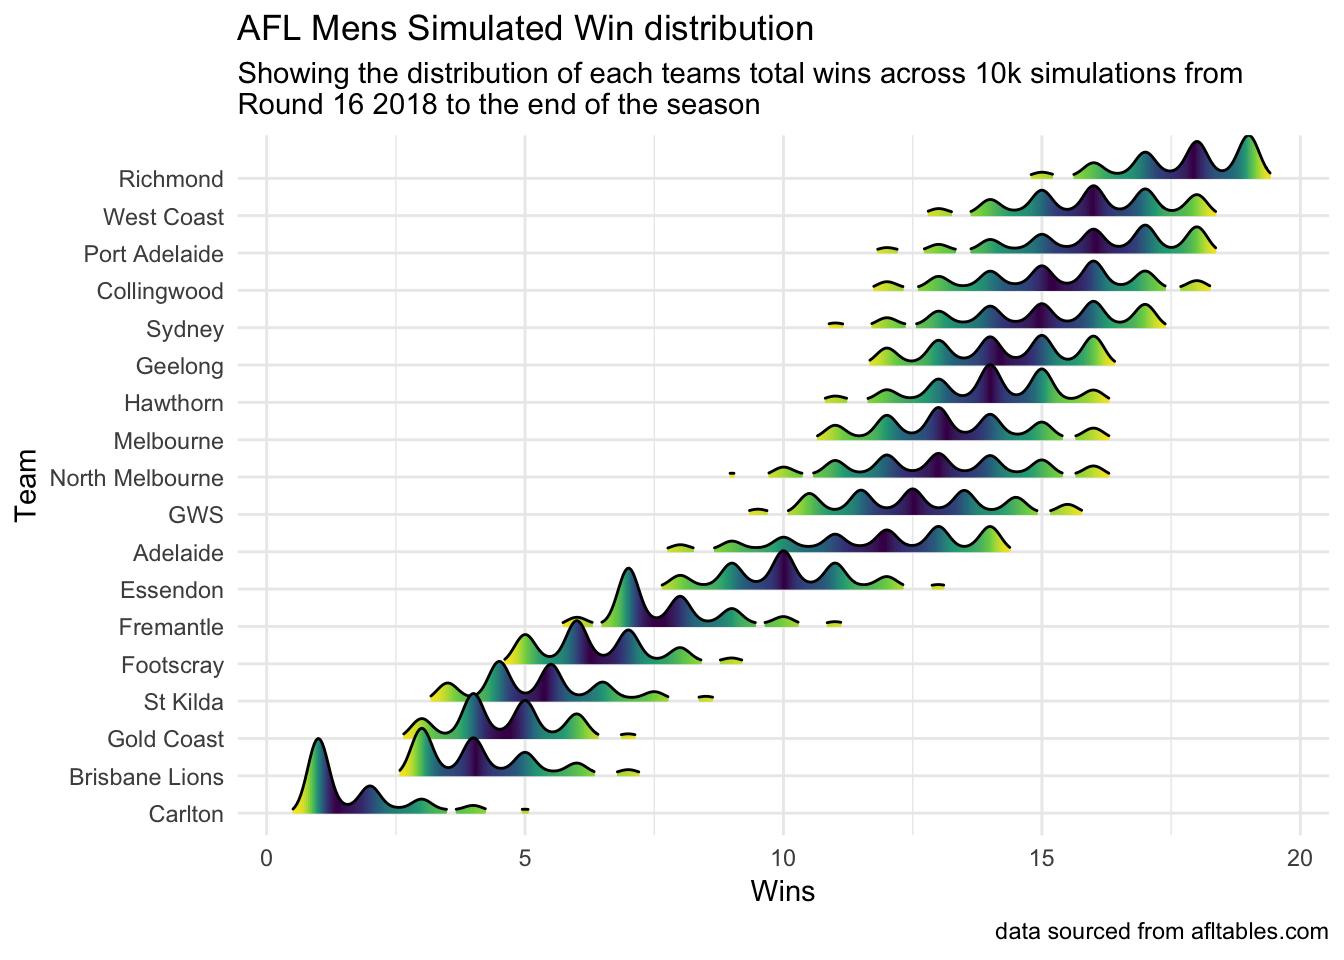 AFL Mens Simulated Win distribution
Showing the distribution of each teams total wins across 10k simulations from
Round 16 2018 to the end of the season
Team
Richmond
West Coast
Port Adelaide
Collingwood
Sydney
Geelong
Hawthorn
Melbourne
North Melbourne
GWS
Adelaide
Essendon
Fremantle
Footscray
St Kilda
Gold Coast
Brisbane Lions
Carlton
0 5 10 15 20
Wins
data sourced from afltables.com